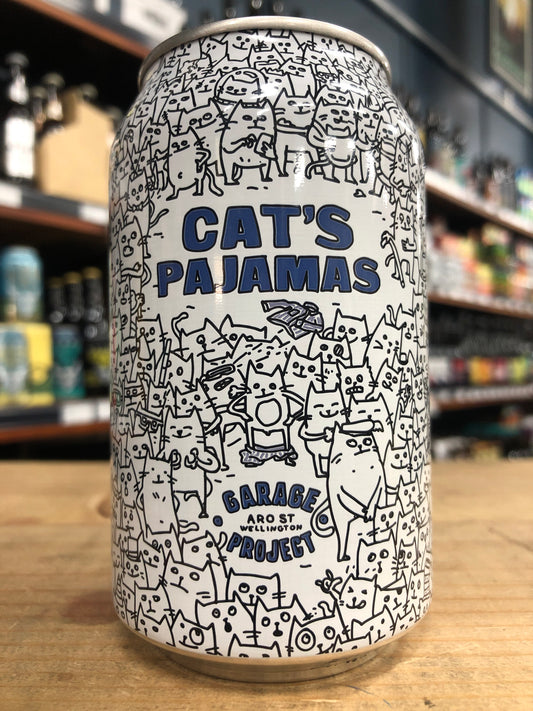 CAT'S
PAJAMAS
GARAGE
ARO ST
WELLINGTON
PROJECT